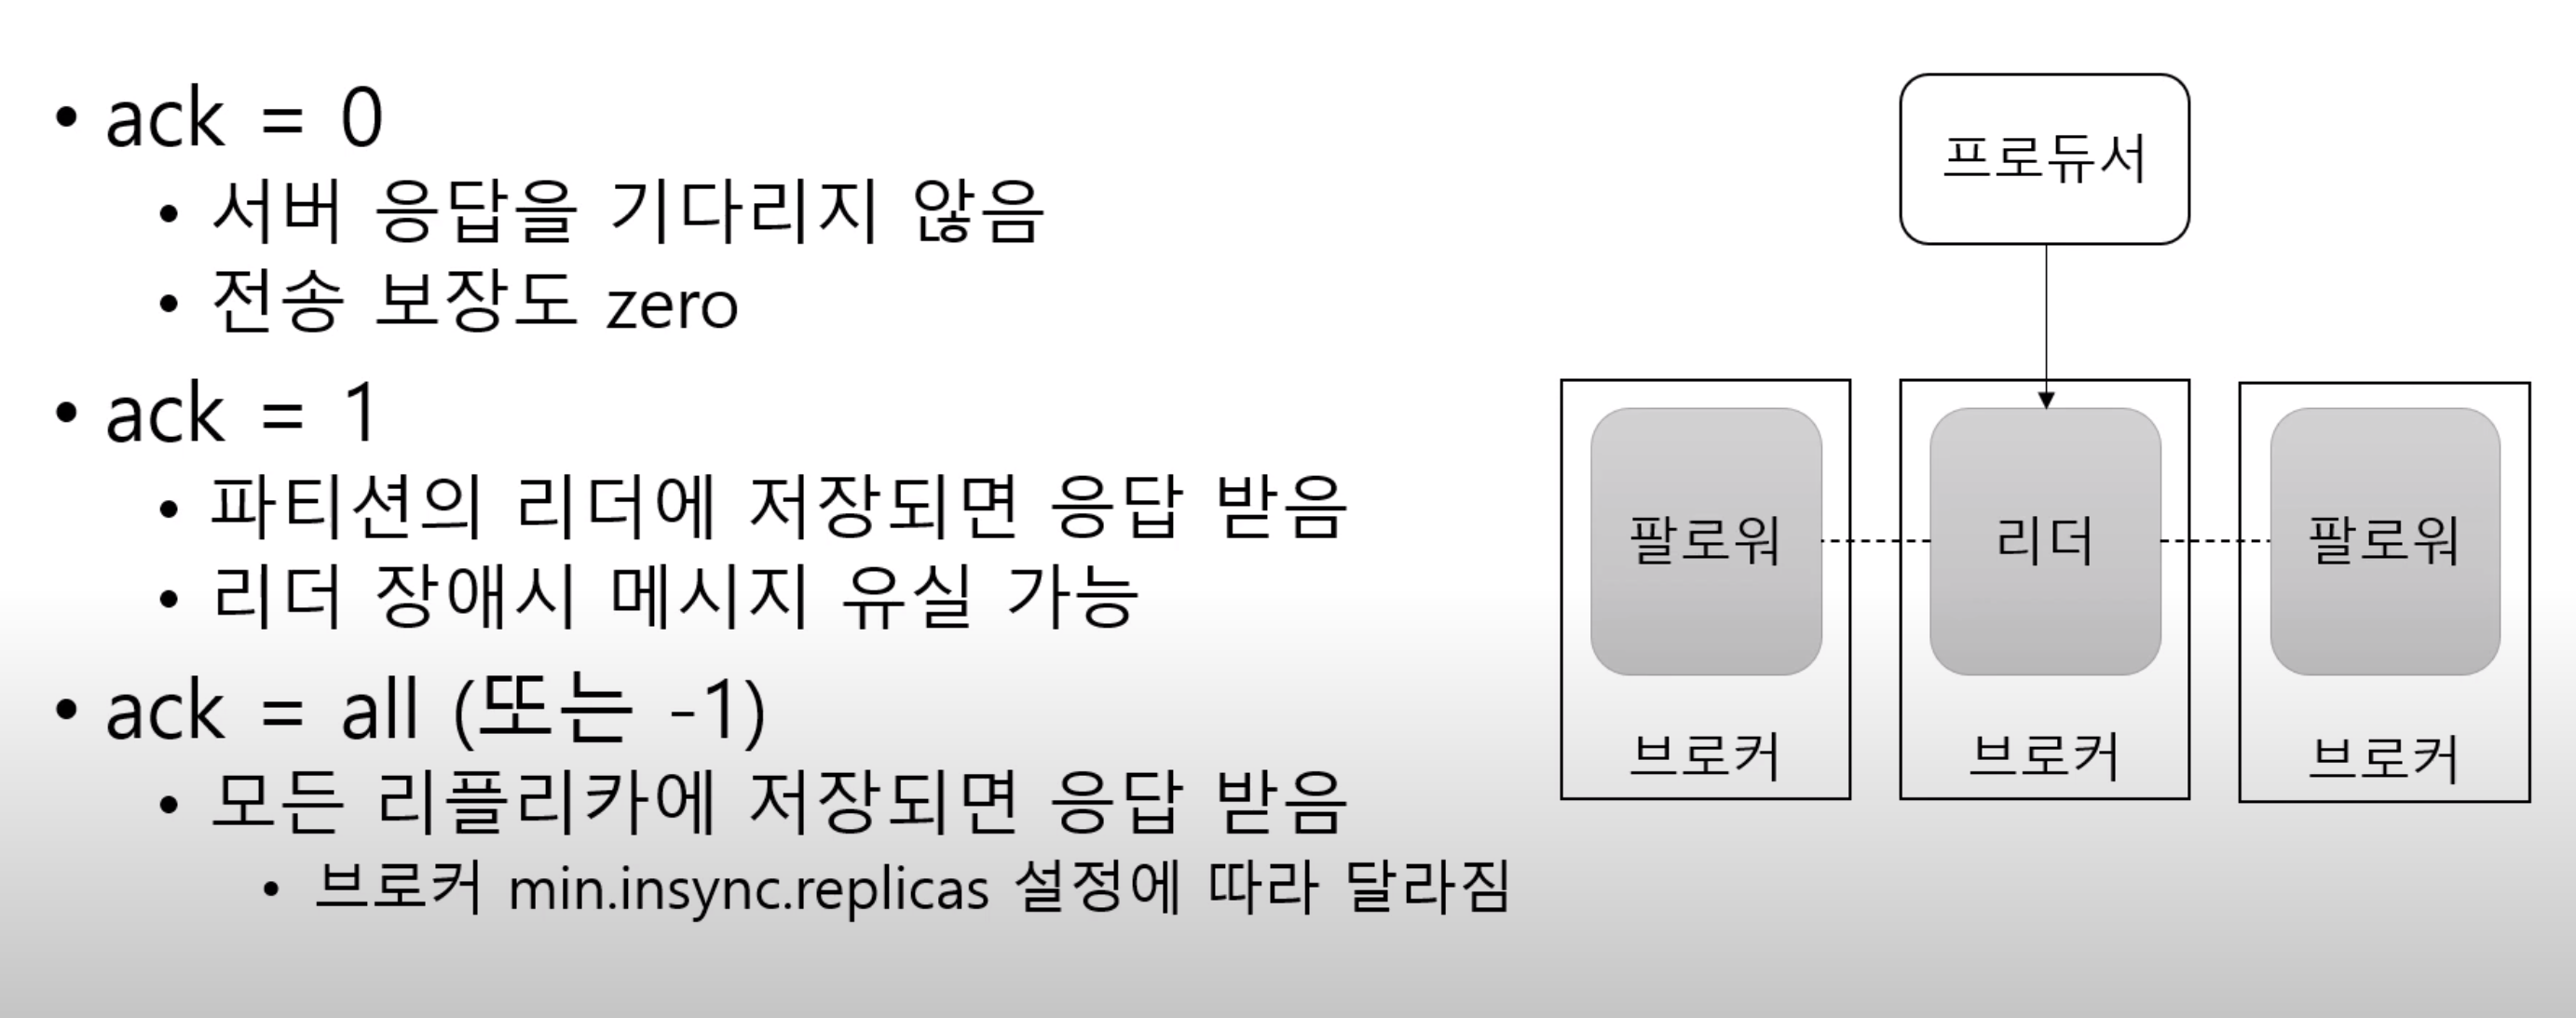 • ack = 0
• 서버 응답을 기다리지 않음
• 전송 보장도 zero
• ack = 1
• 파티션의 리더에 저장되면 응답 받음
• 리더 장애시 메시지 유실 가능
• ack = all (또는 -1)
• 모든 리플리카에 저장되면 응답 받음
• 브로커 min.insync.replicas 설정에 따라 달라짐
프로듀서
팔로워
리더
팔로워
브로커
브로커
브로커